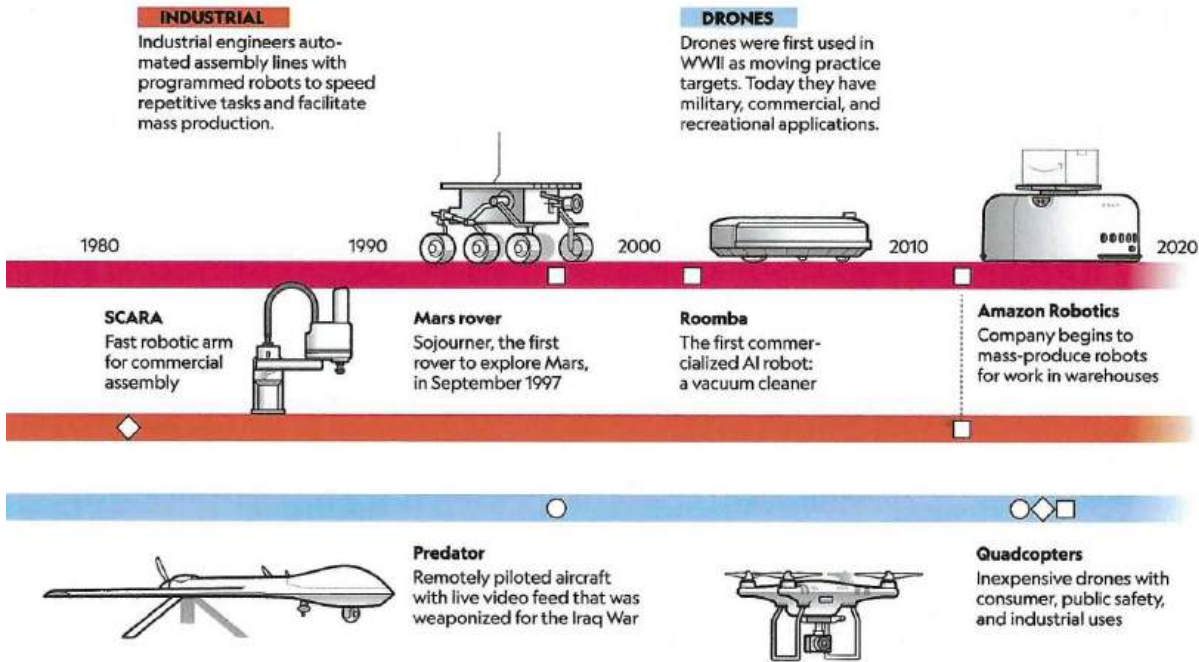 INDUSTRIAL
Industrial engineers auto-
mated assembly lines with
programmed robots to speed
repetitive tasks and facilitate
mass production.
DRONES
Drones were first used in
WWII as moving practice
targets. Today they have
military, commercial, and
recreational applications.
1980
1990
2000
2010
2020
SCARA
Fast robotic arm
for commercial
assembly
Mars rover
Sojourner, the first
rover to explore Mars,
in September 1997
Roomba
The first commer-
cialized AI robot:
a vacuum cleaner
Amazon Robotics
Company begins to
mass-produce robots
for work in warehouses
Predator
Remotely piloted aircraft
with live video feed that was
weaponized for the Iraq War
Quadcopters
Inexpensive drones with
consumer, public safety,
and industrial uses